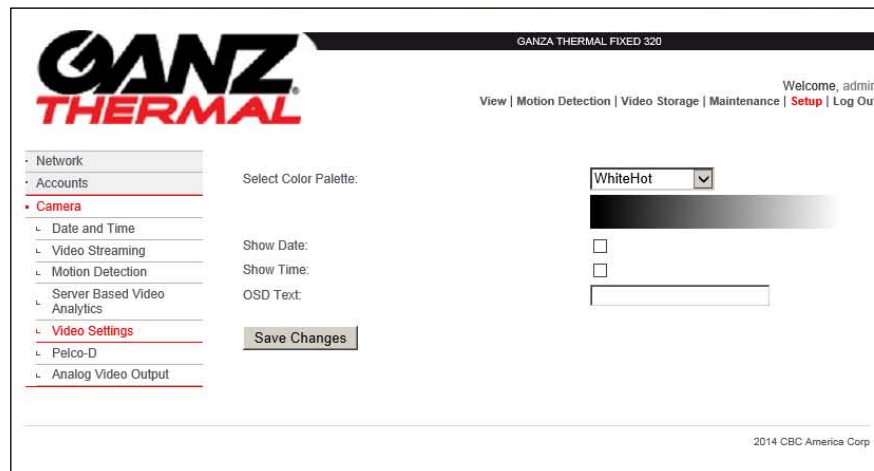 GANZ
THERMAL
GANZA THERMAL FIXED 320
Welcome, admin
View | Motion Detection | Video Storage | Maintenance | Setup | Log Out
Network
Accounts
Camera
Date and Time
Video Streaming
Motion Detection
Server Based Video
Analytics
Video Settings
Pelco-D
Analog Video Output
Select Color Palette:
WhiteHot
Show Date:
Show Time:
OSD Text:
Save Changes
2014 CBC America Corp